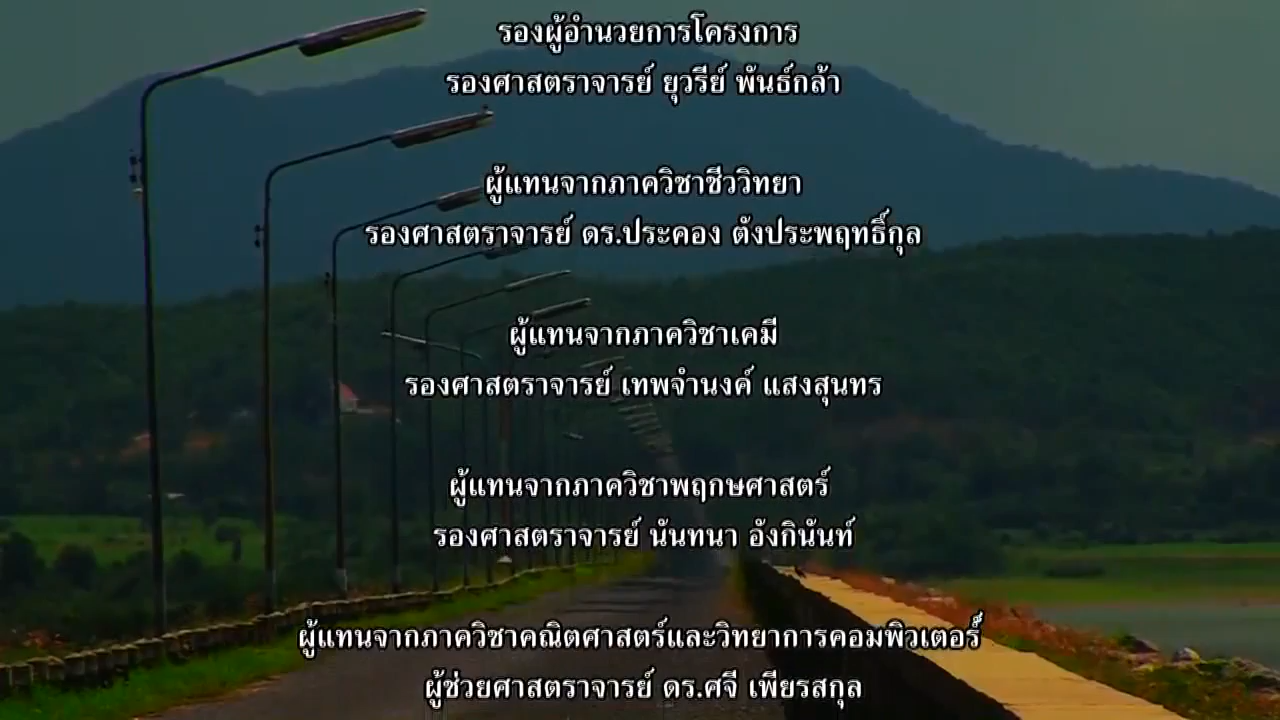 รองผู้อำนวยการโครงการ
รองศาสตราจารย์ ยุวรีย์ พันธ์กล้า
ผู้แทนจากภาควิชาชีววิทยา
รองศาสตราจารย์ ดร.ประคอง ตังประพฤทธิ์กุล
ผู้แทนจากภาควิชาเคมี
รองศาสตราจารย์ เทพจำนงค์ แสงสุนทร
ผู้แทนจากภาควิชาพฤกษศาสตร์
รองศาสตราจารย์ นันทนา อังกินันท์
ผู้แทนจากภาควิชาคณิตศาสตร์และวิทยาการคอมพิวเตอร์
ผู้ช่วยศาสตราจารย์ ดร.ศจี เพียรสกุล